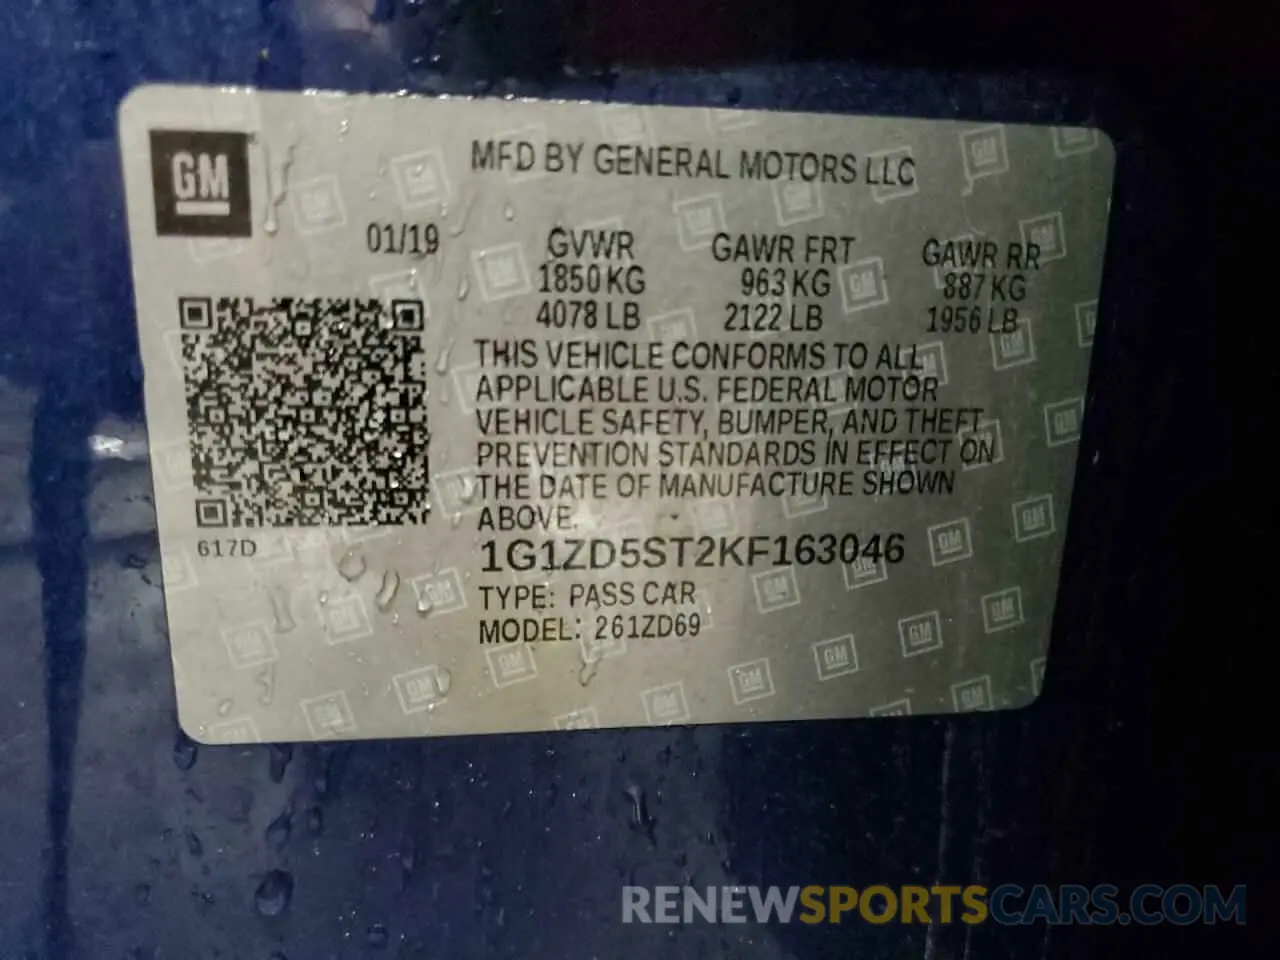 GM
MFD BY GENERAL MOTORS LLC
01/19
GVWR GAWR FRT GAWR RR
1850 KG 963 KG 887 KG
4078 LB 2122 LB 1956 LB
THIS VEHICLE CONFORMS TO ALL
APPLICABLE U.S. FEDERAL MOTOR
VEHICLE SAFETY, BUMPER, AND THEFT
PREVENTION STANDARDS IN EFFECT ON
THE DATE OF MANUFACTURE SHOWN
ABOVE.
617D
1G1ZD5ST2KF163046
TYPE: PASS CAR
MODEL: 261ZD69
RENEWSPORTSCARS.COM